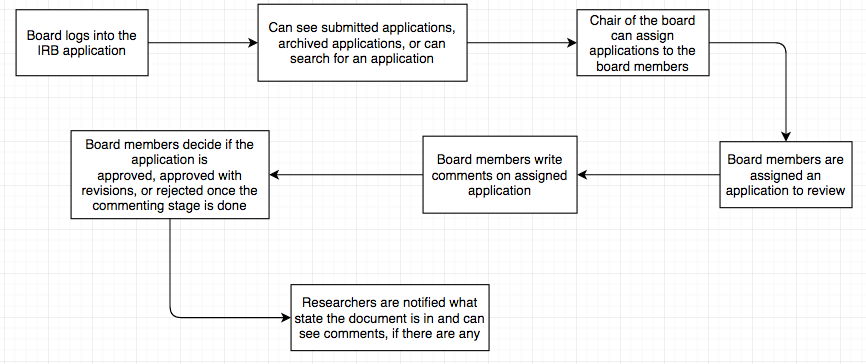 Board logs into the
IRB application
Can see submitted applications,
archived applications, or can
search for an application
Chair of the board
can assign
applications to the
board members
Board members are
assigned an
application to review
Board members write
comments on assigned
application
Board members decide if the
application is
approved, approved with
revisions, or rejected once the
commenting stage is done
Researchers are notified what
state the document is in and can
see comments, if there are any